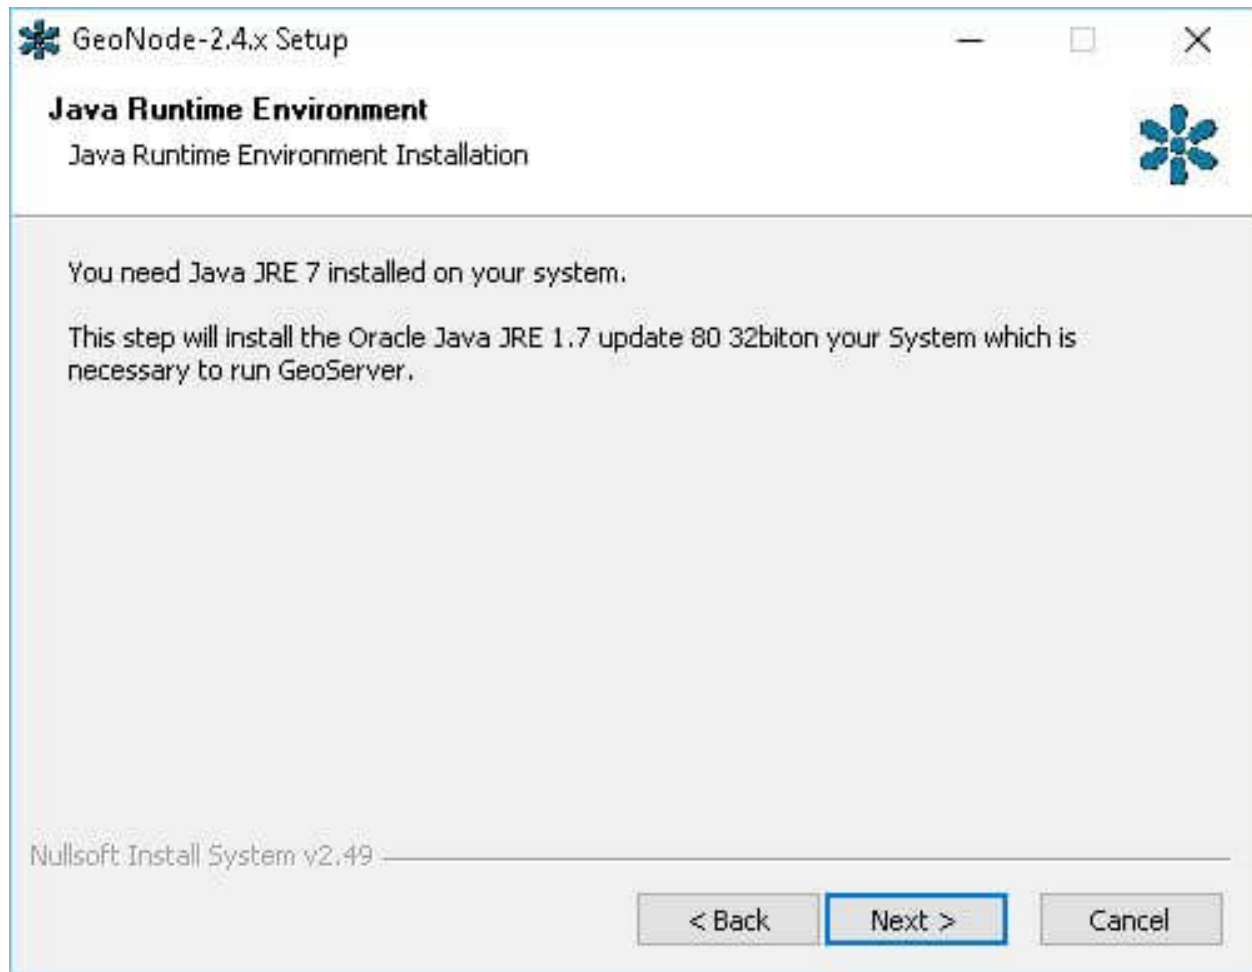 GeoNode-2.4.x Setup
Java Runtime Environment
Java Runtime Environment Installation
You need Java JRE 7 installed on your system.
This step will install the Oracle Java JRE 1.7 update 80 32biton your System which is
necessary to run GeoServer.
Nullsoft Install System v2.49
< Back Next > Cancel